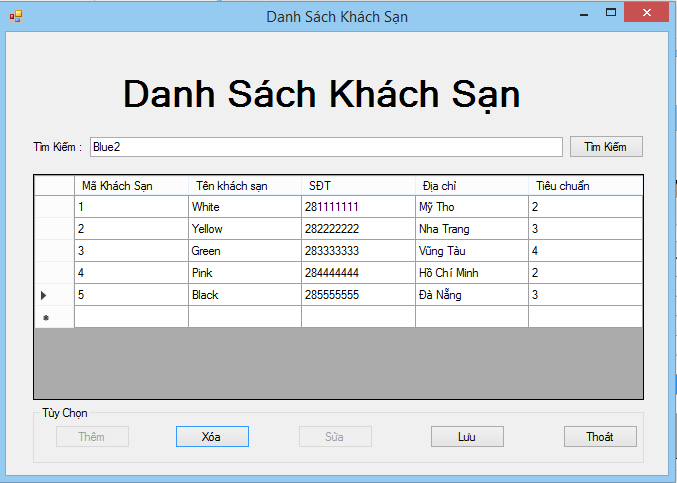 Danh Sách Khách Sạn
Danh Sách Khách Sạn
Tìm Kiếm : Blue2 Tìm Kiếm
Mã Khách Sạn Tên khách sạn SĐT Địa chỉ Tiêu chuẩn
1 White 281111111 Mỹ Tho 2
2 Yellow 282222222 Nha Trang 3
3 Green 283333333 Vũng Tàu 4
4 Pink 284444444 Hồ Chí Minh 2
5 Black 285555555 Đà Nẵng 3
Tùy Chọn
Thêm Xóa Sửa Lưu Thoát